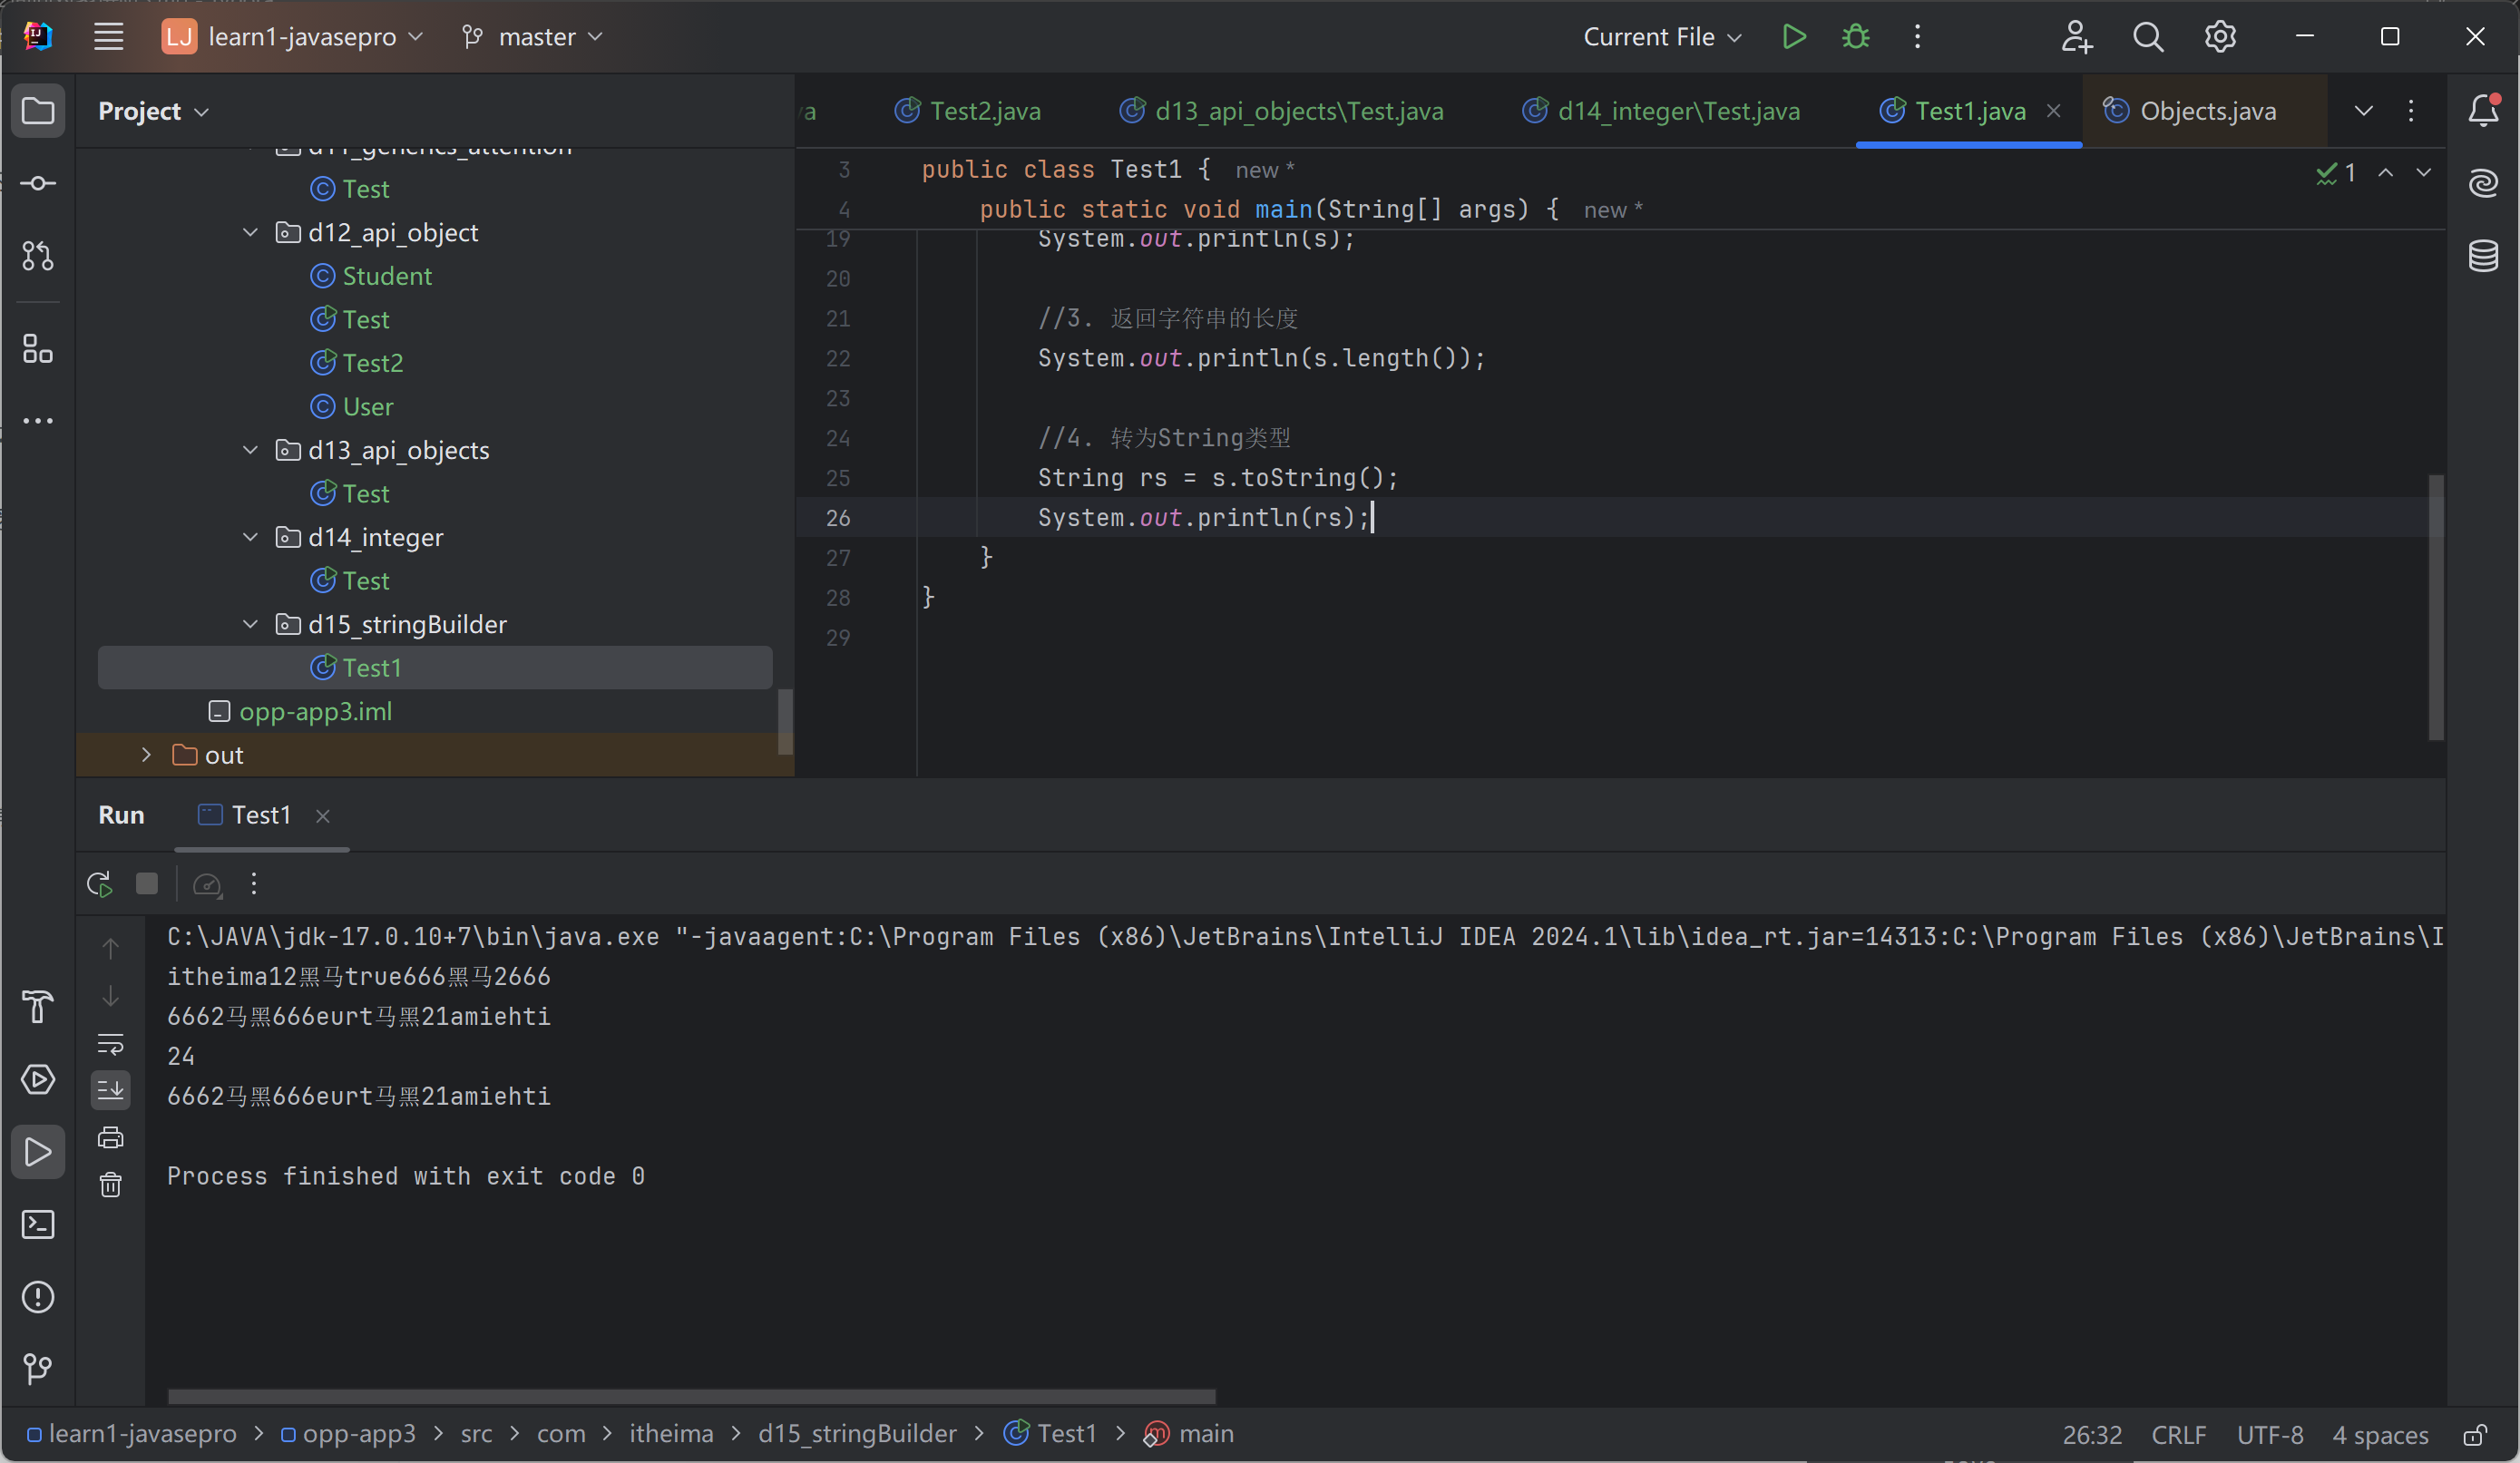 LJ learn1-javasepro master Current File
Project
va Test2.java d13_api_objects\Test.java d14_integer\Test.java Test1.java Objects.java
d11_generics_attention
Test
d12_api_object
Student
Test
Test2
User
d13_api_objects
Test
d14_integer
Test
d15_stringBuilder
Test1
opp-app3.iml
out
3 public class Test1 { new *
4 public static void main(String[] args) { new *
1
19 System.out.println(s);
20
21 //3. 返回字符串的长度
22 System.out.println(s.length());
23
24 //4. 转为String类型
25 String rs = s.toString();
26 System.out.println(rs);
27 }
28 }
29
Run Test1
C:\JAVA\jdk-17.0.10+7\bin\java.exe "-javaagent:C:\Program Files (x86)\JetBrains\IntelliJ IDEA 2024.1\lib\idea_rt.jar=14313:C:\Program Files (x86)\JetBrains\I
itheima12黑马true666黑马2666
6662马黑666eurt马黑21amiehti
24
6662马黑666eurt马黑21amiehti
Process finished with exit code 0
learn1-javasepro > opp-app3 > src > com > itheima > d15_stringBuilder > Test1 > main 26:32 CRLF UTF-8 4 spaces